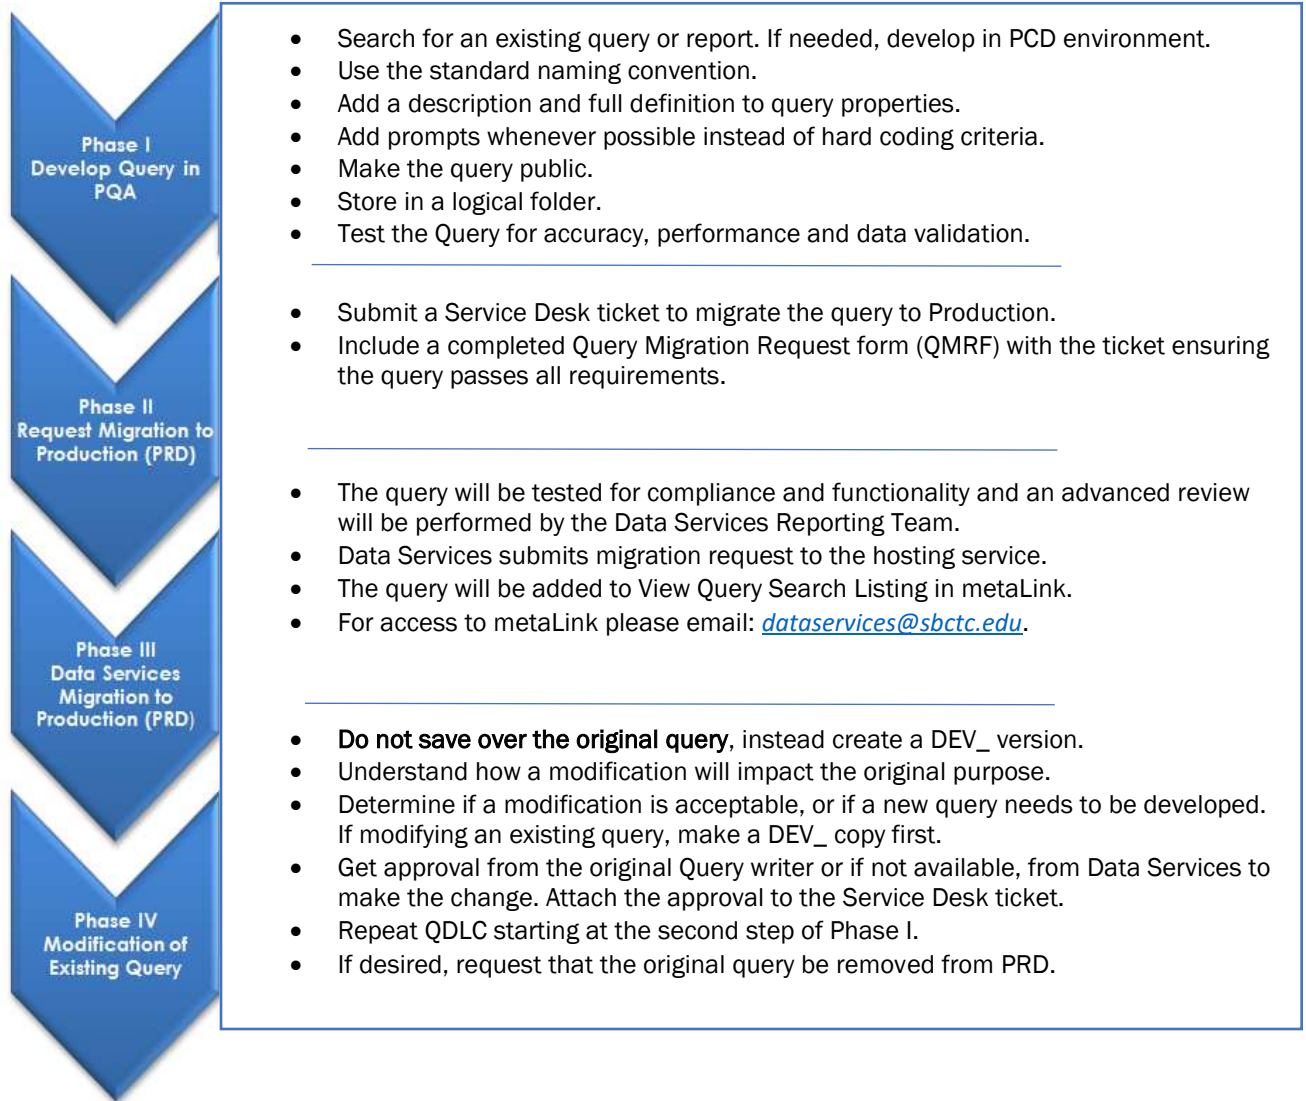 Phase I
Develop Query in
PQA
• Search for an existing query or report. If needed, develop in PCD environment.
• Use the standard naming convention.
• Add a description and full definition to query properties.
• Add prompts whenever possible instead of hard coding criteria.
• Make the query public.
• Store in a logical folder.
• Test the Query for accuracy, performance and data validation.
Phase II
Request Migration to
Production (PRD)
• Submit a Service Desk ticket to migrate the query to Production.
• Include a completed Query Migration Request form (QMRF) with the ticket ensuring
the query passes all requirements.
Phase III
Data Services
Migration to
Production (PRD)
• The query will be tested for compliance and functionality and an advanced review
will be performed by the Data Services Reporting Team.
• Data Services submits migration request to the hosting service.
• The query will be added to View Query Search Listing in metaLink.
• For access to metaLink please email: dataservices@sbctc.edu.
Phase IV
Modification of
Existing Query
• Do not save over the original query, instead create a DEV_ version.
• Understand how a modification will impact the original purpose.
• Determine if a modification is acceptable, or if a new query needs to be developed.
If modifying an existing query, make a DEV_ copy first.
• Get approval from the original Query writer or if not available, from Data Services to
make the change. Attach the approval to the Service Desk ticket.
• Repeat QDLC starting at the second step of Phase I.
• If desired, request that the original query be removed from PRD.